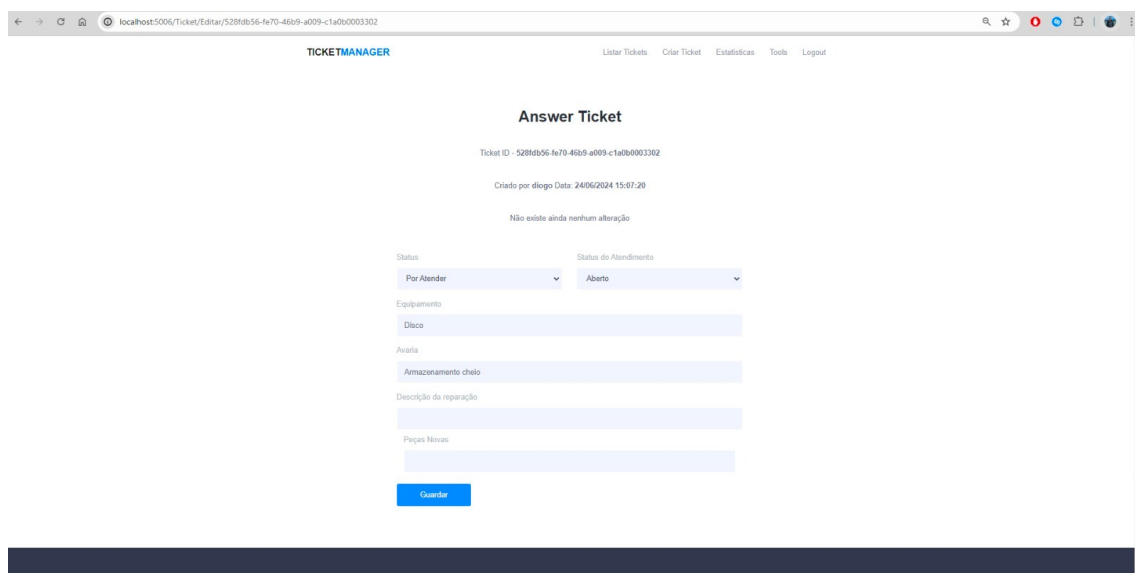 localhost:5006/Ticket/Editar/528fdb56-fe70-46b9-a009-c1a0b0003302
TICKETMANAGER
Listar Tickets Criar Ticket Estatisticas Tools Logout
Answer Ticket
Ticket ID - 528fdb56-fe70-46b9-a009-c1a0b0003302
Criado por diogo Data: 24/06/2024 15:07:20
Não existe ainda nenhum alteração
Status Status do Atendimento
Por Atender Aberto
Equipamento
Disco
Avaria
Armazenamento cheio
Descrição da reparação
Peças Novas
Guardar